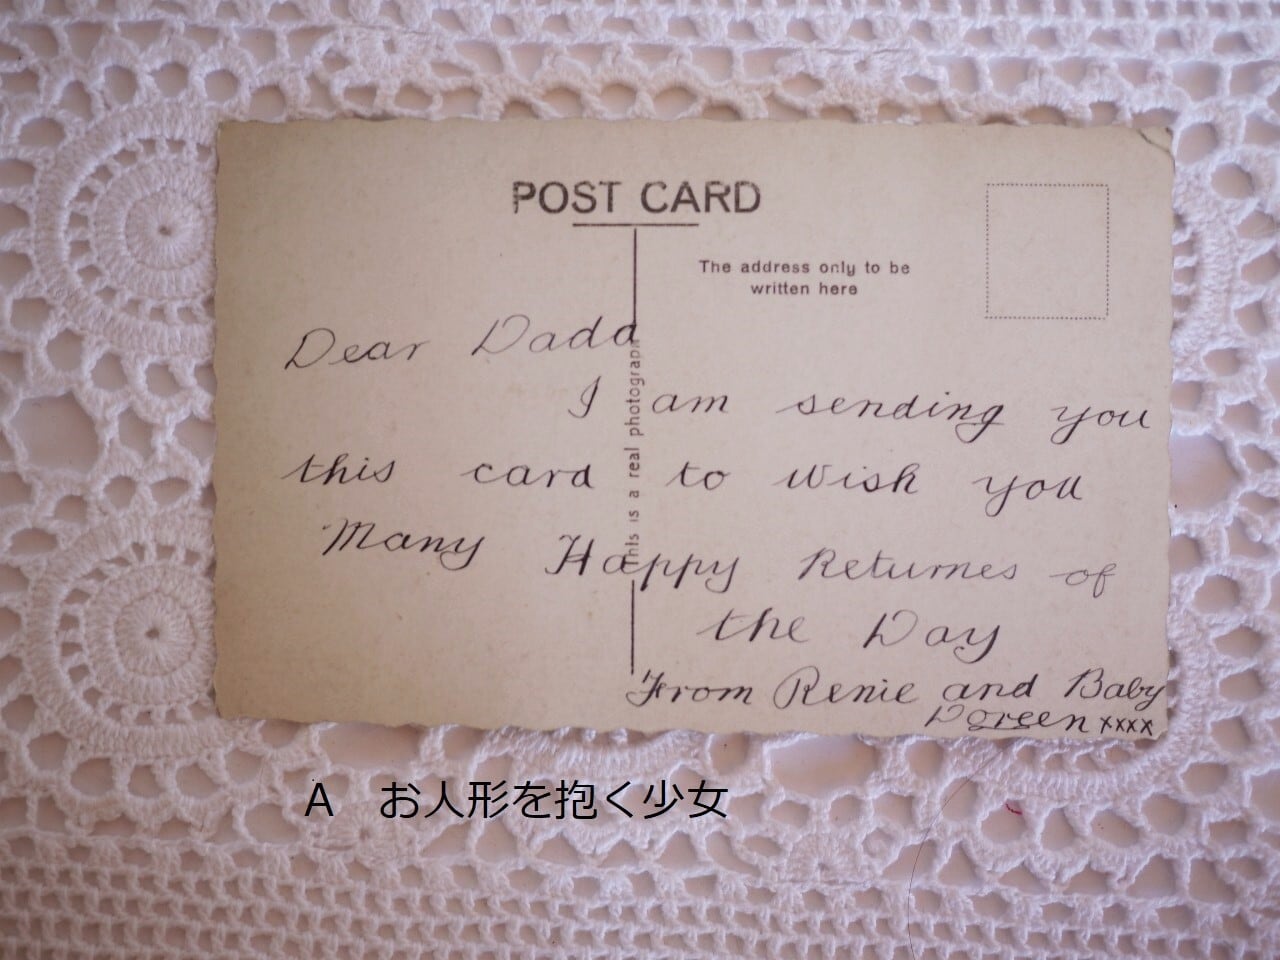 POST CARD
The address only to be
written here
This is a real photograph
Dear Dada
I am sending you
this card to wish you
Many Happy Returnes of
the Day
From Renie and Baby
Doreen xxxx
A お人形を抱く少女